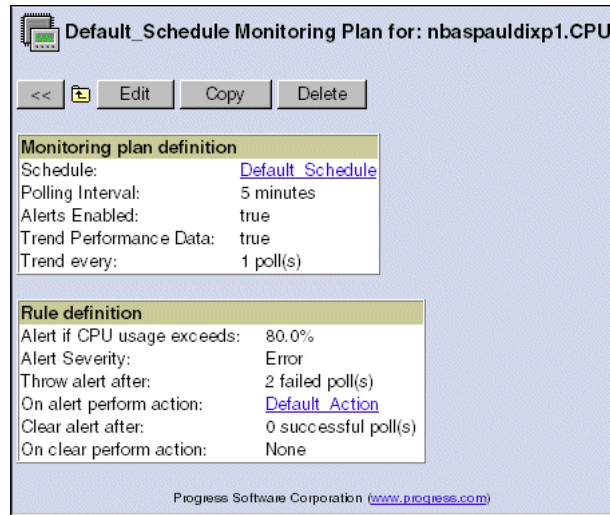 Default_Schedule Monitoring Plan for: nbaspauldixp1.CPU
<< Edit Copy Delete
Monitoring plan definition
Schedule: Default_Schedule
Polling Interval: 5 minutes
Alerts Enabled: true
Trend Performance Data: true
Trend every: 1 poll(s)
Rule definition
Alert if CPU usage exceeds: 80.0%
Alert Severity: Error
Throw alert after: 2 failed poll(s)
On alert perform action: Default_Action
Clear alert after: 0 successful poll(s)
On clear perform action: None
Progress Software Corporation (www.progress.com)